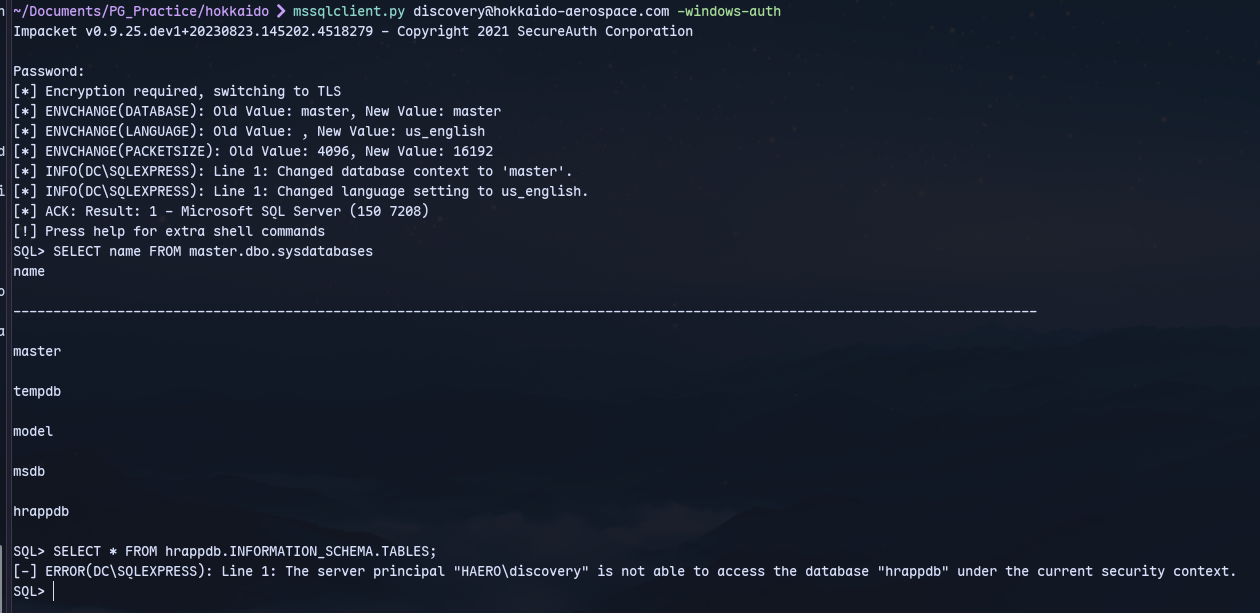 ~/Documents/PG_Practice/hokkaido ❯ mssqlclient.py discovery@hokkaido-aerospace.com -windows-auth
Impacket v0.9.25.dev1+20230823.145202.4518279 - Copyright 2021 SecureAuth Corporation
Password:
[*] Encryption required, switching to TLS
[*] ENVCHANGE(DATABASE): Old Value: master, New Value: master
[*] ENVCHANGE(LANGUAGE): Old Value: , New Value: us_english
[*] ENVCHANGE(PACKETSIZE): Old Value: 4096, New Value: 16192
[*] INFO(DC\SQLEXPRESS): Line 1: Changed database context to 'master'.
[*] INFO(DC\SQLEXPRESS): Line 1: Changed language setting to us_english.
[*] ACK: Result: 1 - Microsoft SQL Server (150 7208)
[!] Press help for extra shell commands
SQL> SELECT name FROM master.dbo.sysdatabases
name
--------------------------------------------------------------------------------------------------------------------------------
master
tempdb
model
msdb
hrappdb
SQL> SELECT * FROM hrappdb.INFORMATION_SCHEMA.TABLES;
[-] ERROR(DC\SQLEXPRESS): Line 1: The server principal "HAERO\discovery" is not able to access the database "hrappdb" under the current security context.
SQL>